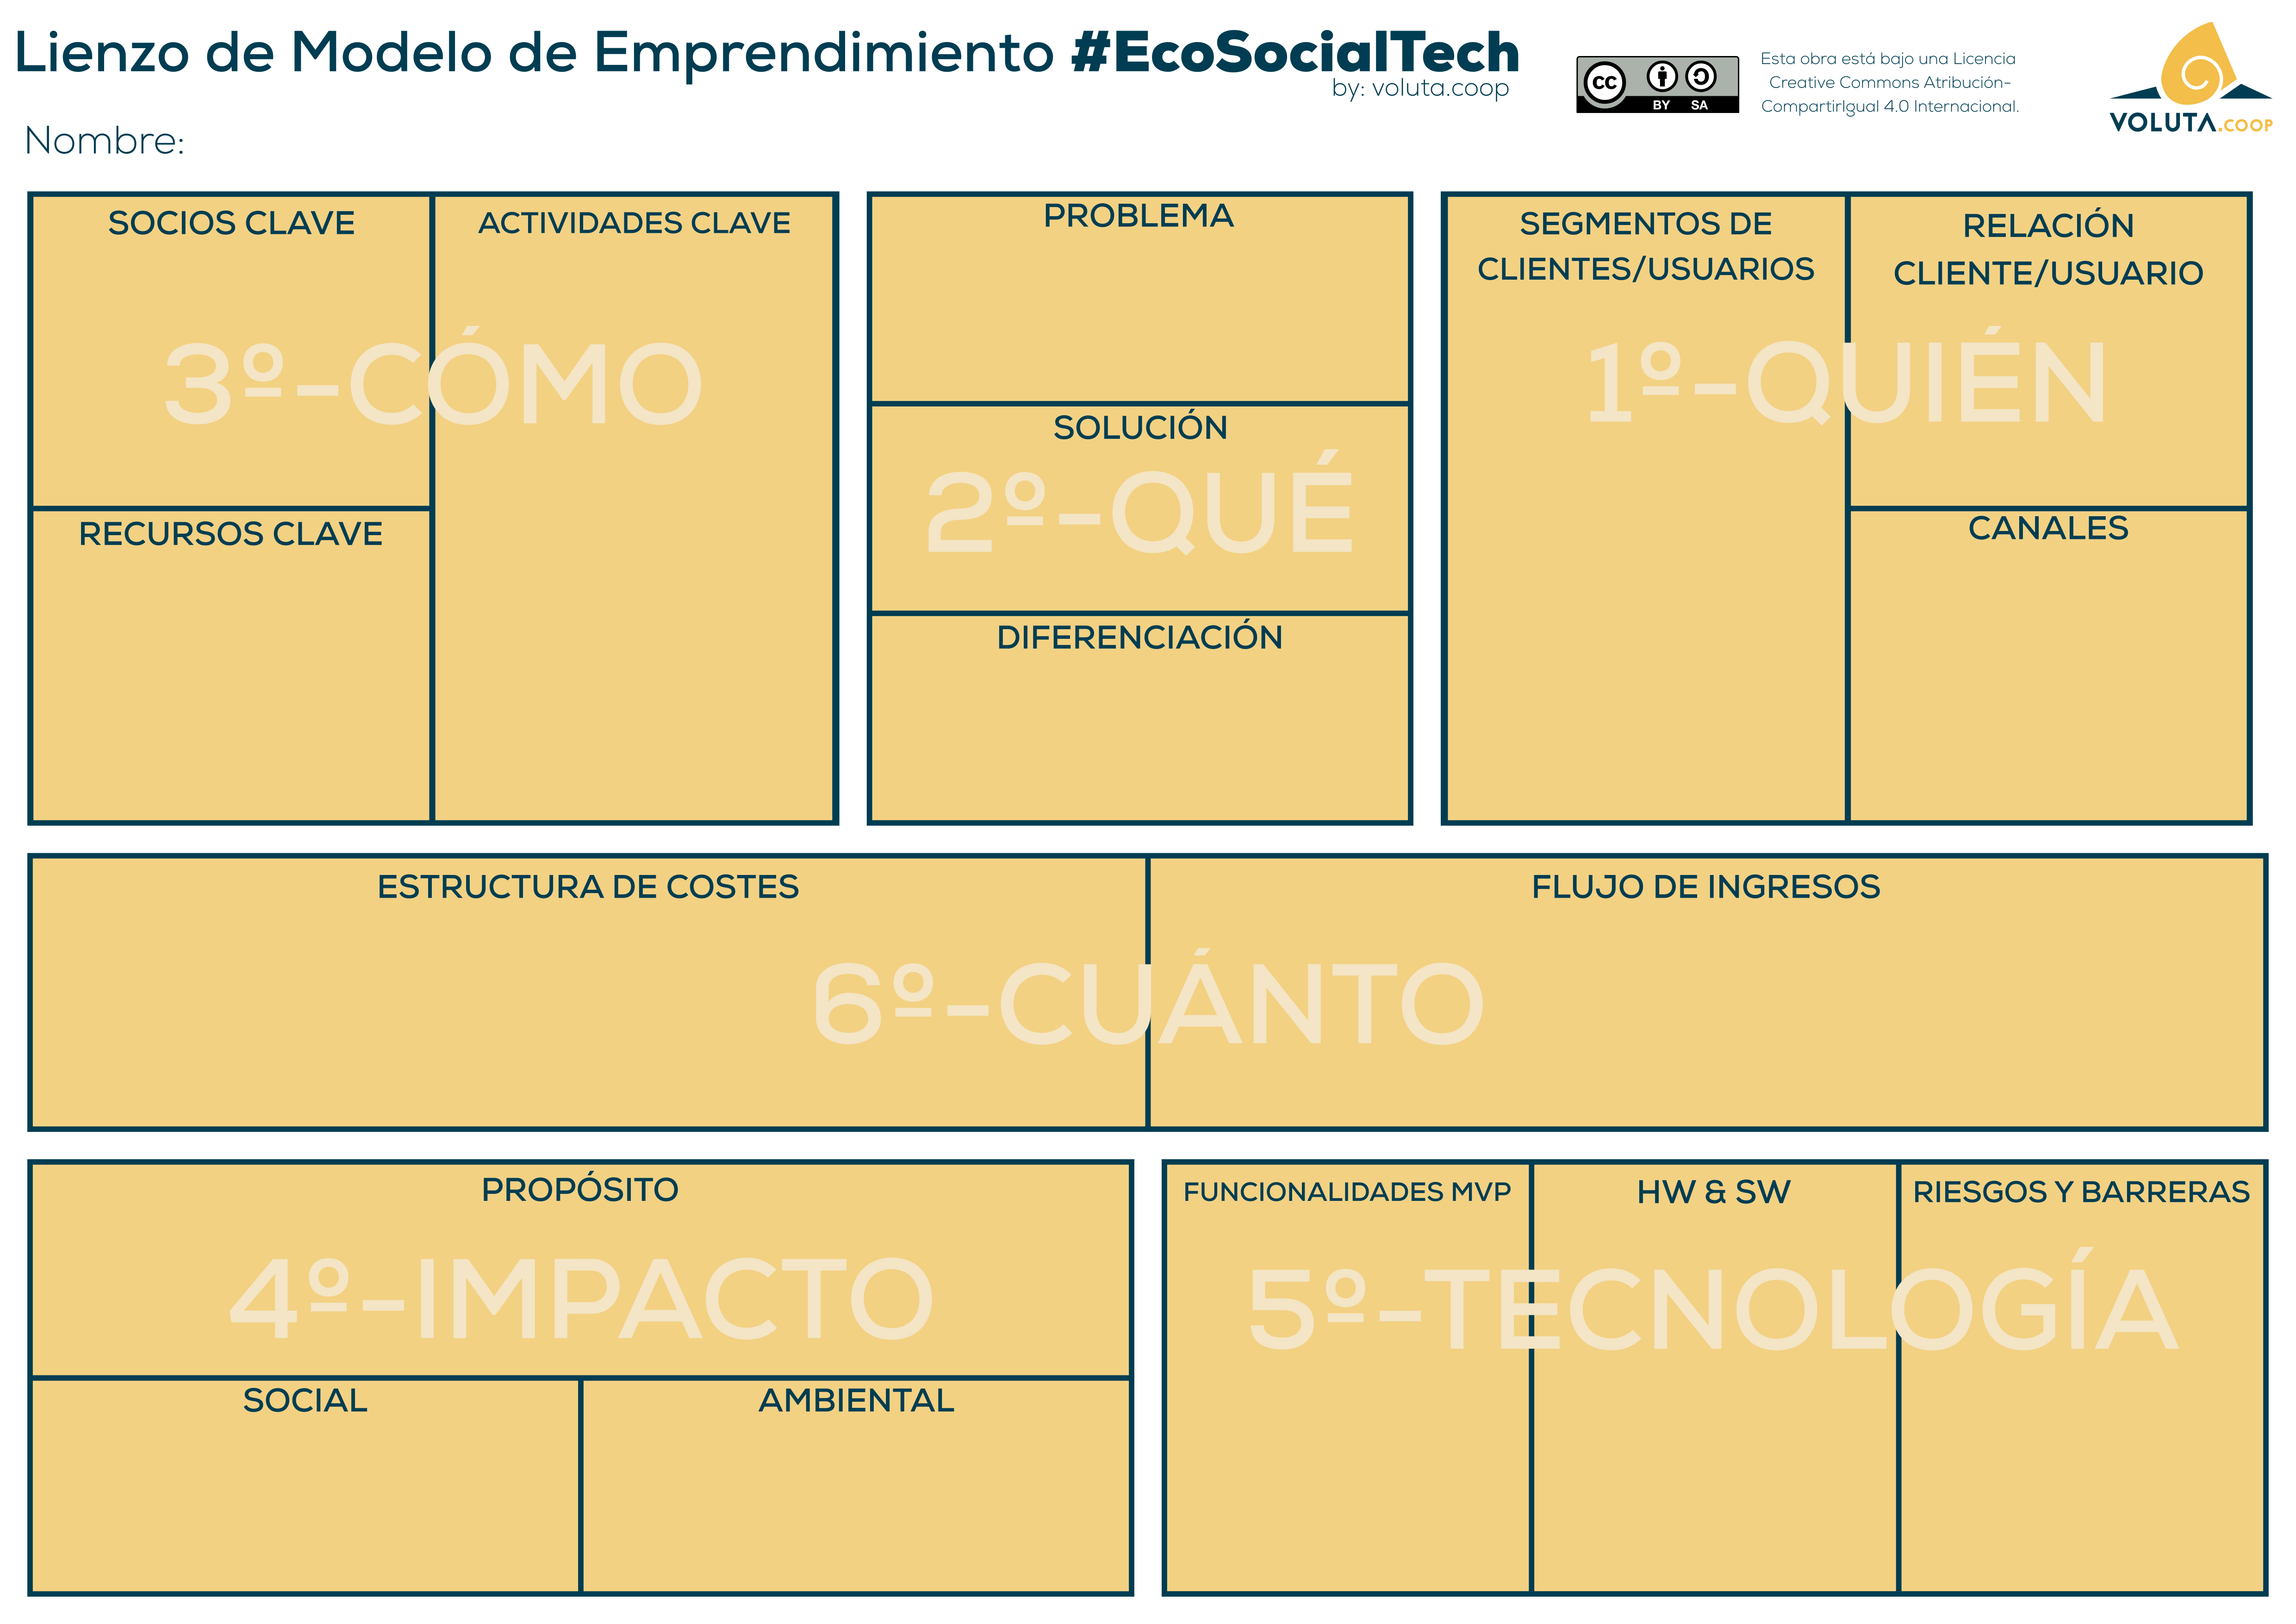 Lienzo de Modelo de Emprendimiento #EcoSocialTech
by: voluta.coop
CC BY SA
Esta obra está bajo una Licencia
Creative Commons Atribución-
CompartirIgual 4.0 Internacional.
VOLUTA.COOP
Nombre:
SOCIOS CLAVE
ACTIVIDADES CLAVE
3º-CÓMO
RECURSOS CLAVE
PROBLEMA
SOLUCIÓN
2º-QUÉ
DIFERENCIACIÓN
SEGMENTOS DE
CLIENTES/USUARIOS
RELACIÓN
CLIENTE/USUARIO
1º-QUIÉN
CANALES
ESTRUCTURA DE COSTES
FLUJO DE INGRESOS
6º-CUÁNTO
PROPÓSITO
4º-IMPACTO
SOCIAL
AMBIENTAL
FUNCIONALIDADES MVP
HW & SW
RIESGOS Y BARRERAS
5º-TECNOLOGÍA